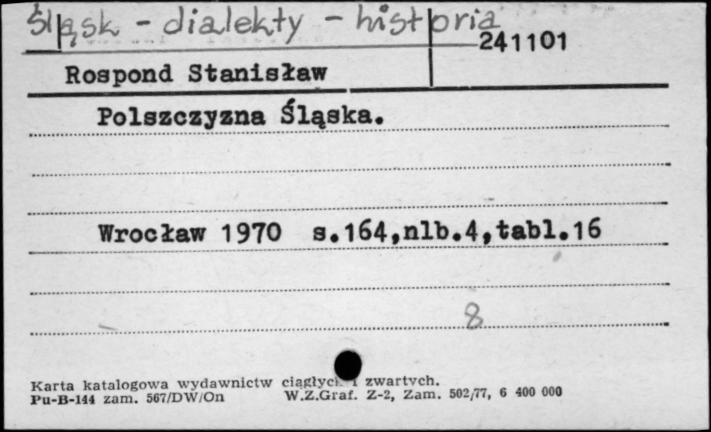 Śląsk - dialekty - historia
241101
Rospond Stanisław
Polszczyzna Śląska.
Wrocław 1970 s.164,nlb.4,tabl.16
8
Karta katalogowa wydawnictw ciągłych i zwartych.
Pu-B-144 zam. 567/DW/On W.Z.Graf. Z-2, Zam. 502/77, 6 400 000